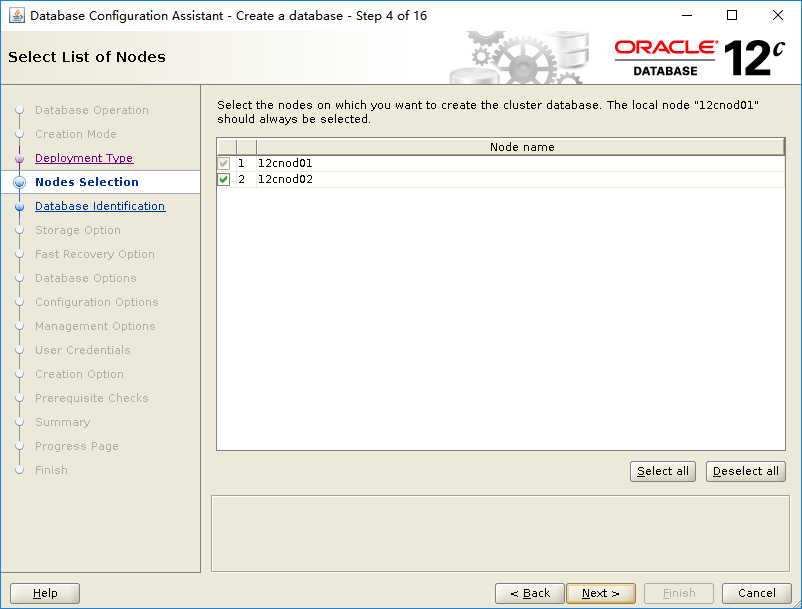 Database Configuration Assistant - Create a database - Step 4 of 16
Select List of Nodes
ORACLE®
DATABASE
12c
Database Operation
Creation Mode
Deployment Type
Nodes Selection
Database Identification
Storage Option
Fast Recovery Option
Database Options
Configuration Options
Management Options
User Credentials
Creation Option
Prerequisite Checks
Summary
Progress Page
Finish
Select the nodes on which you want to create the cluster database. The local node "12cnod01"
should always be selected.
Node name
1 12cnod01
2 12cnod02
Select all Deselect all
Help < Back Next > Finish Cancel